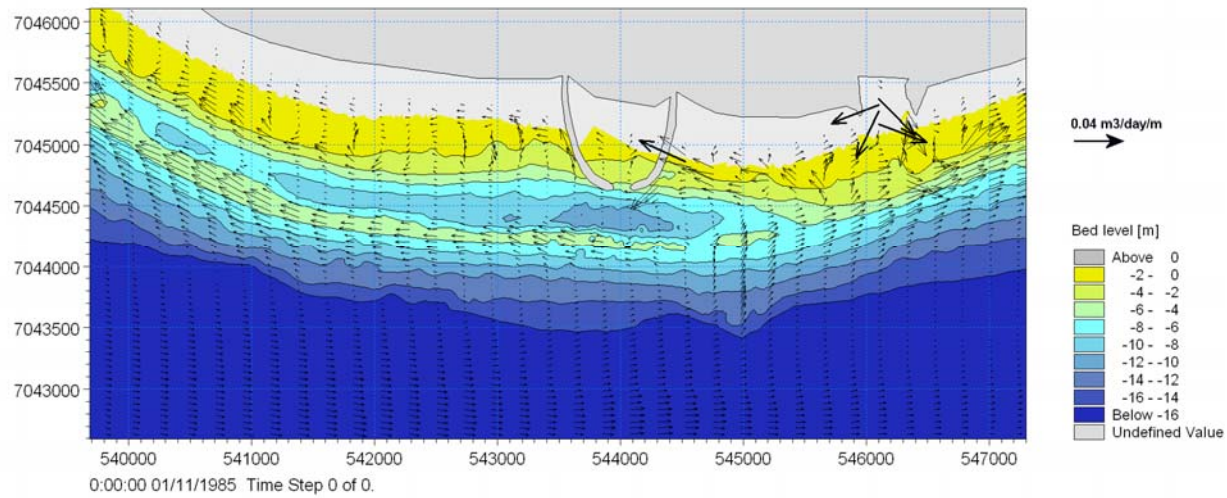 7046000
7045500
7045000
7044500
7044000
7043500
7043000
540000 541000 542000 543000 544000 545000 546000 547000
0:00:00 01/11/1985 Time Step 0 of 0.
0.04 m3/day/m
Bed level [m]
Above 0
-2 - 0
-4 - -2
-6 - -4
-8 - -6
-10 - -8
-12 - -10
-14 - -12
-16 - -14
Below -16
Undefined Value